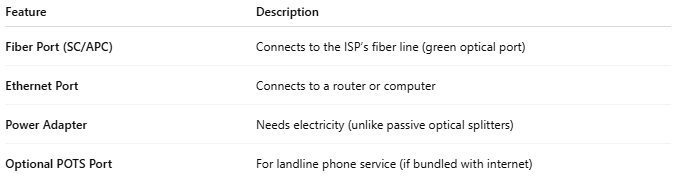 Feature Description
Fiber Port (SC/APC) Connects to the ISP’s fiber line (green optical port)
Ethernet Port Connects to a router or computer
Power Adapter Needs electricity (unlike passive optical splitters)
Optional POTS Port For landline phone service (if bundled with internet)